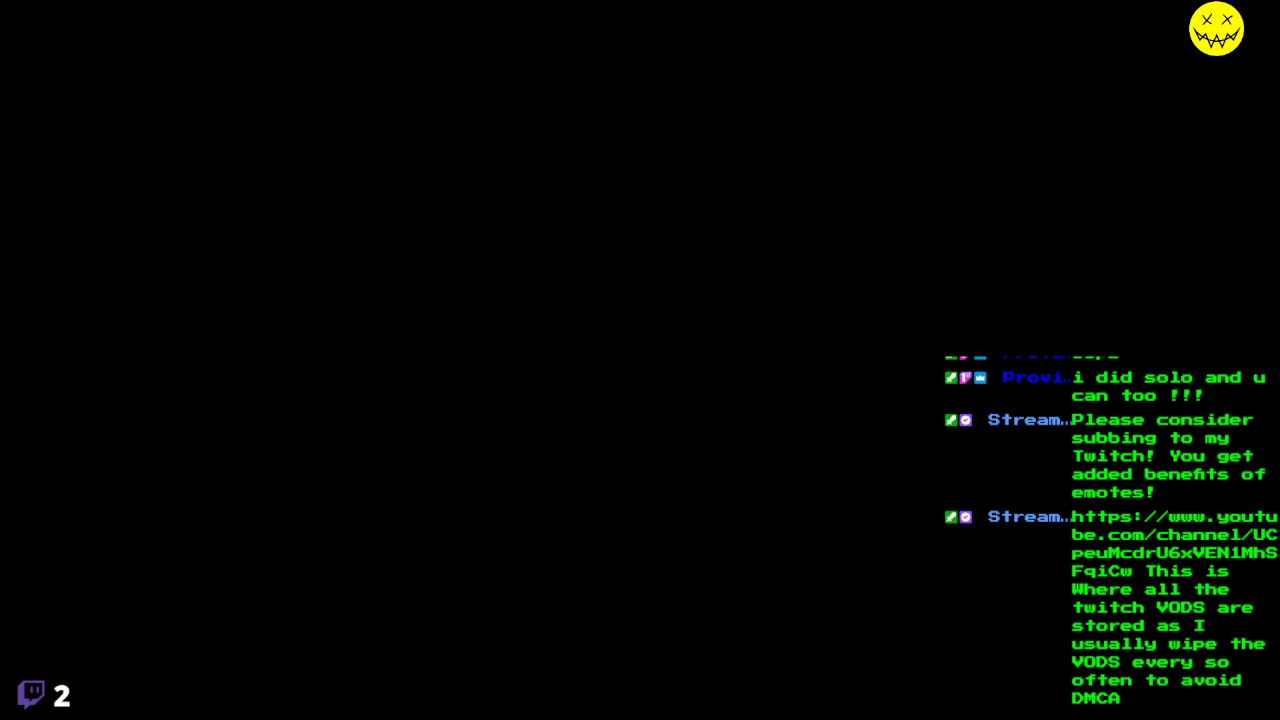 Provi..i did solo and u
can too !!!
Stream..Please consider
subbing to my
Twitch! You get
added benefits of
emotes!
Stream..https://www.youtu
be.com/channel/UC
peuMcdrU6xVEN1MhS
FqiCw This is
Where all the
twitch VODS are
stored as I
usually wipe the
VODS every so
often to avoid
DMCA
2